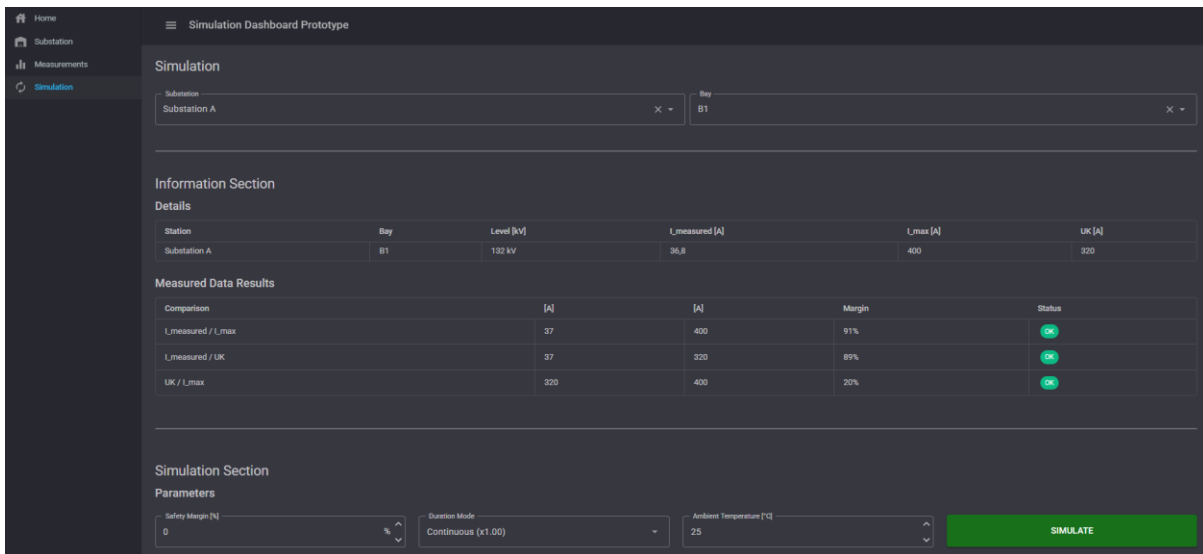 Home
Substation
Measurements
Simulation
Simulation Dashboard Prototype
Simulation
Substation
Substation A
Bay
B1
Information Section
Details
Station Bay Level [kV] I_measured [A] I_max [A] UK [A]
Substation A B1 132 kV 36,8 400 320
Measured Data Results
Comparison [A] [A] Margin Status
I_measured / I_max 37 400 91% OK
I_measured / UK 37 320 89% OK
UK / I_max 320 400 20% OK
Simulation Section
Parameters
Safety Margin [%]
0 %
Duration Mode
Continuous (x1.00)
Ambient Temperature [°C]
25
SIMULATE